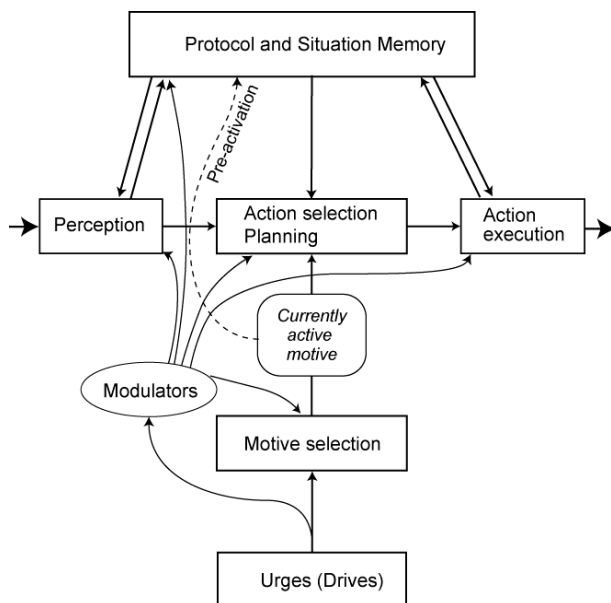 Protocol and Situation Memory
Pre-activation
Perception
Action selection
Planning
Action
execution
Currently
active
motive
Modulators
Motive selection
Urges (Drives)